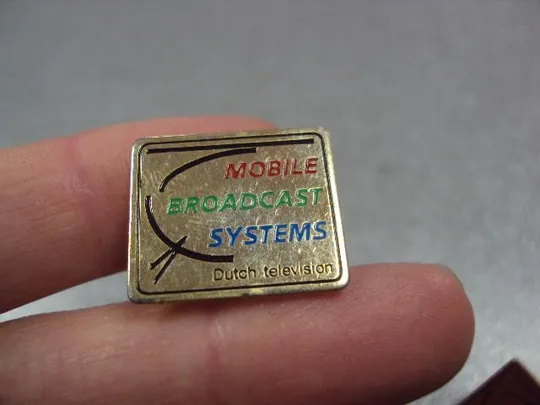 MOBILE
BROADCAST
SYSTEMS
Dutch television